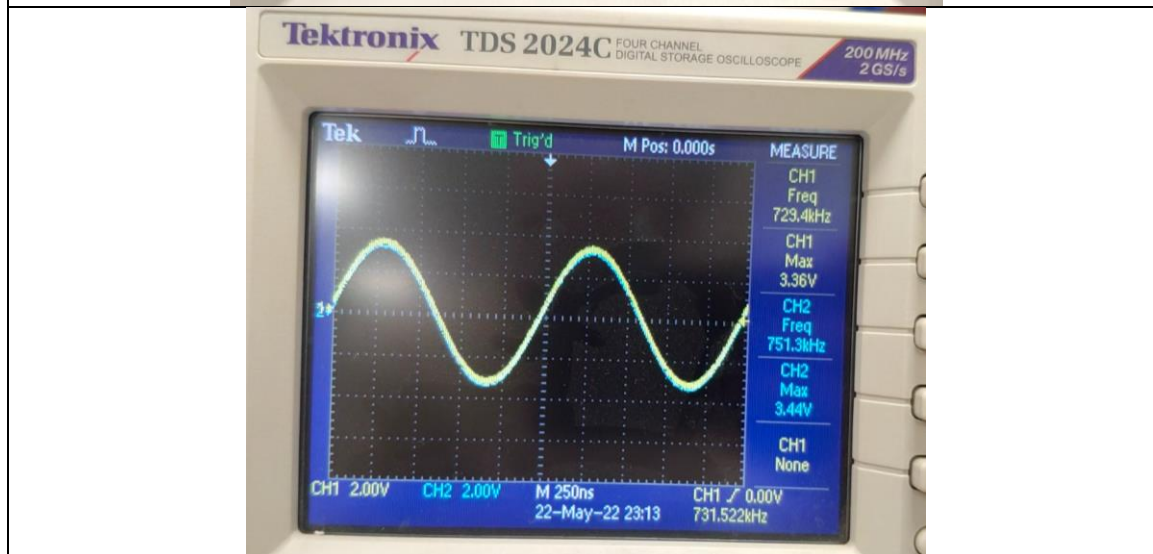 Tektronix TDS 2024C FOUR CHANNEL
DIGITAL STORAGE OSCILLOSCOPE
200 MHz
2 GS/s
Tek T Trig'd M Pos: 0.000s MEASURE
CH1
Freq
729.4kHz
CH1
Max
3.36V
2
CH2
Freq
751.3kHz
CH2
Max
3.44V
CH1
None
CH1 2.00V CH2 2.00V M 250ns CH1 / 0.00V
22-May-22 23:13 731.522kHz